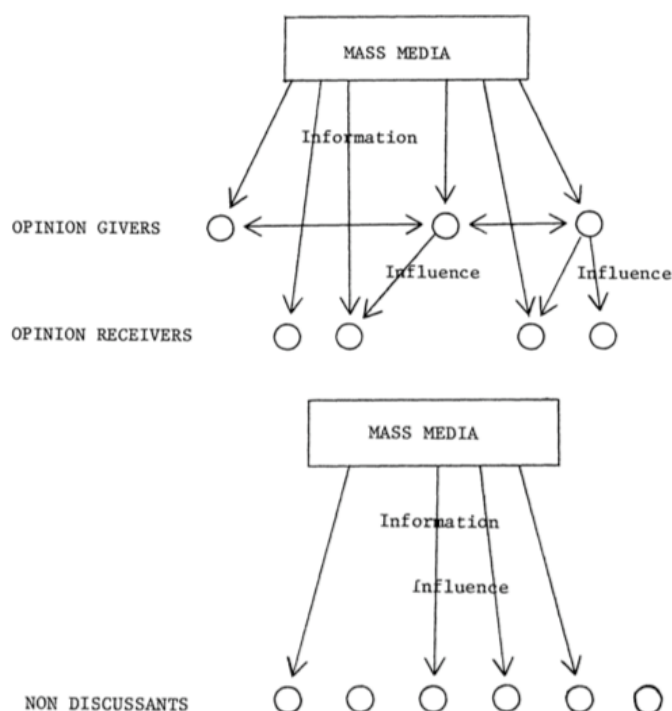 MASS MEDIA
Information
OPINION GIVERS
Influence
Influence
OPINION RECEIVERS
MASS MEDIA
Information
Influence
NON DISCUSSANTS